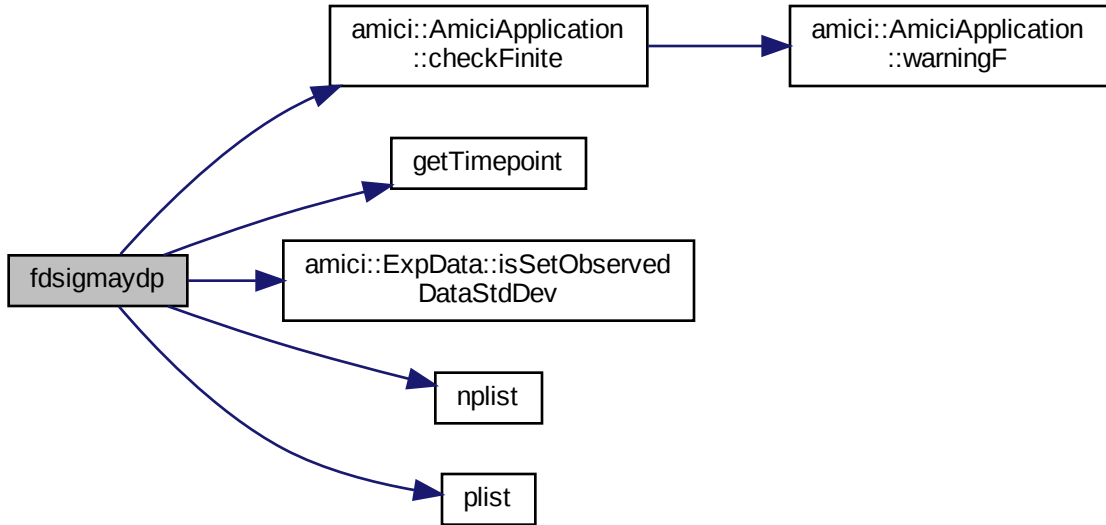 amici::AmiciApplication
::checkFinite
amici::AmiciApplication
::warningF
getTimepoint
fdsigmaydp
amici::ExpData::isSetObserved
DataStdDev
nplist
plist